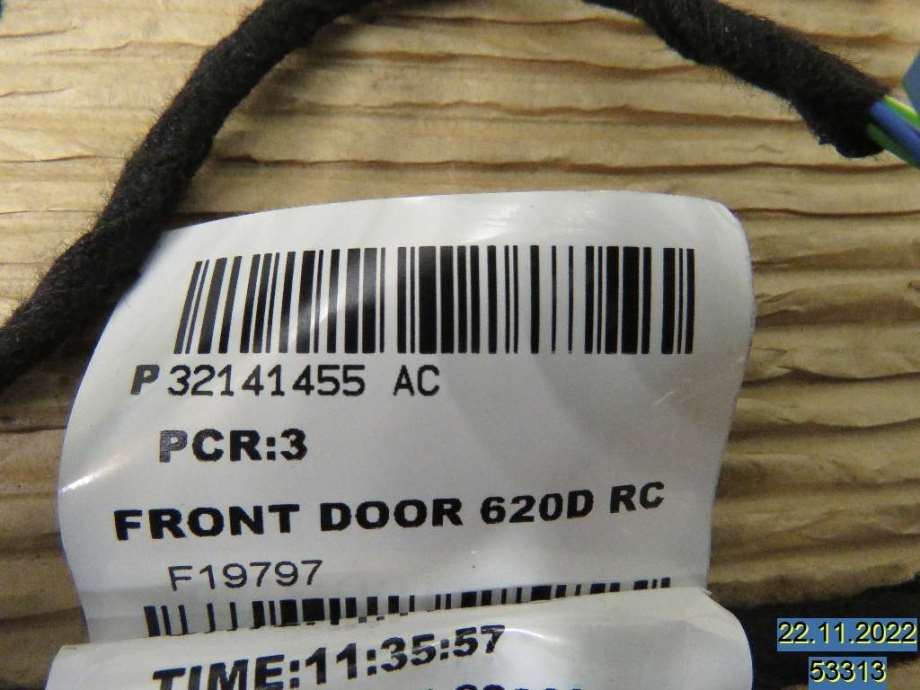 P 32141455 AC
PCR:3
FRONT DOOR 620D RC
F19797
TIME:11:35:57
22.11.2022
53313